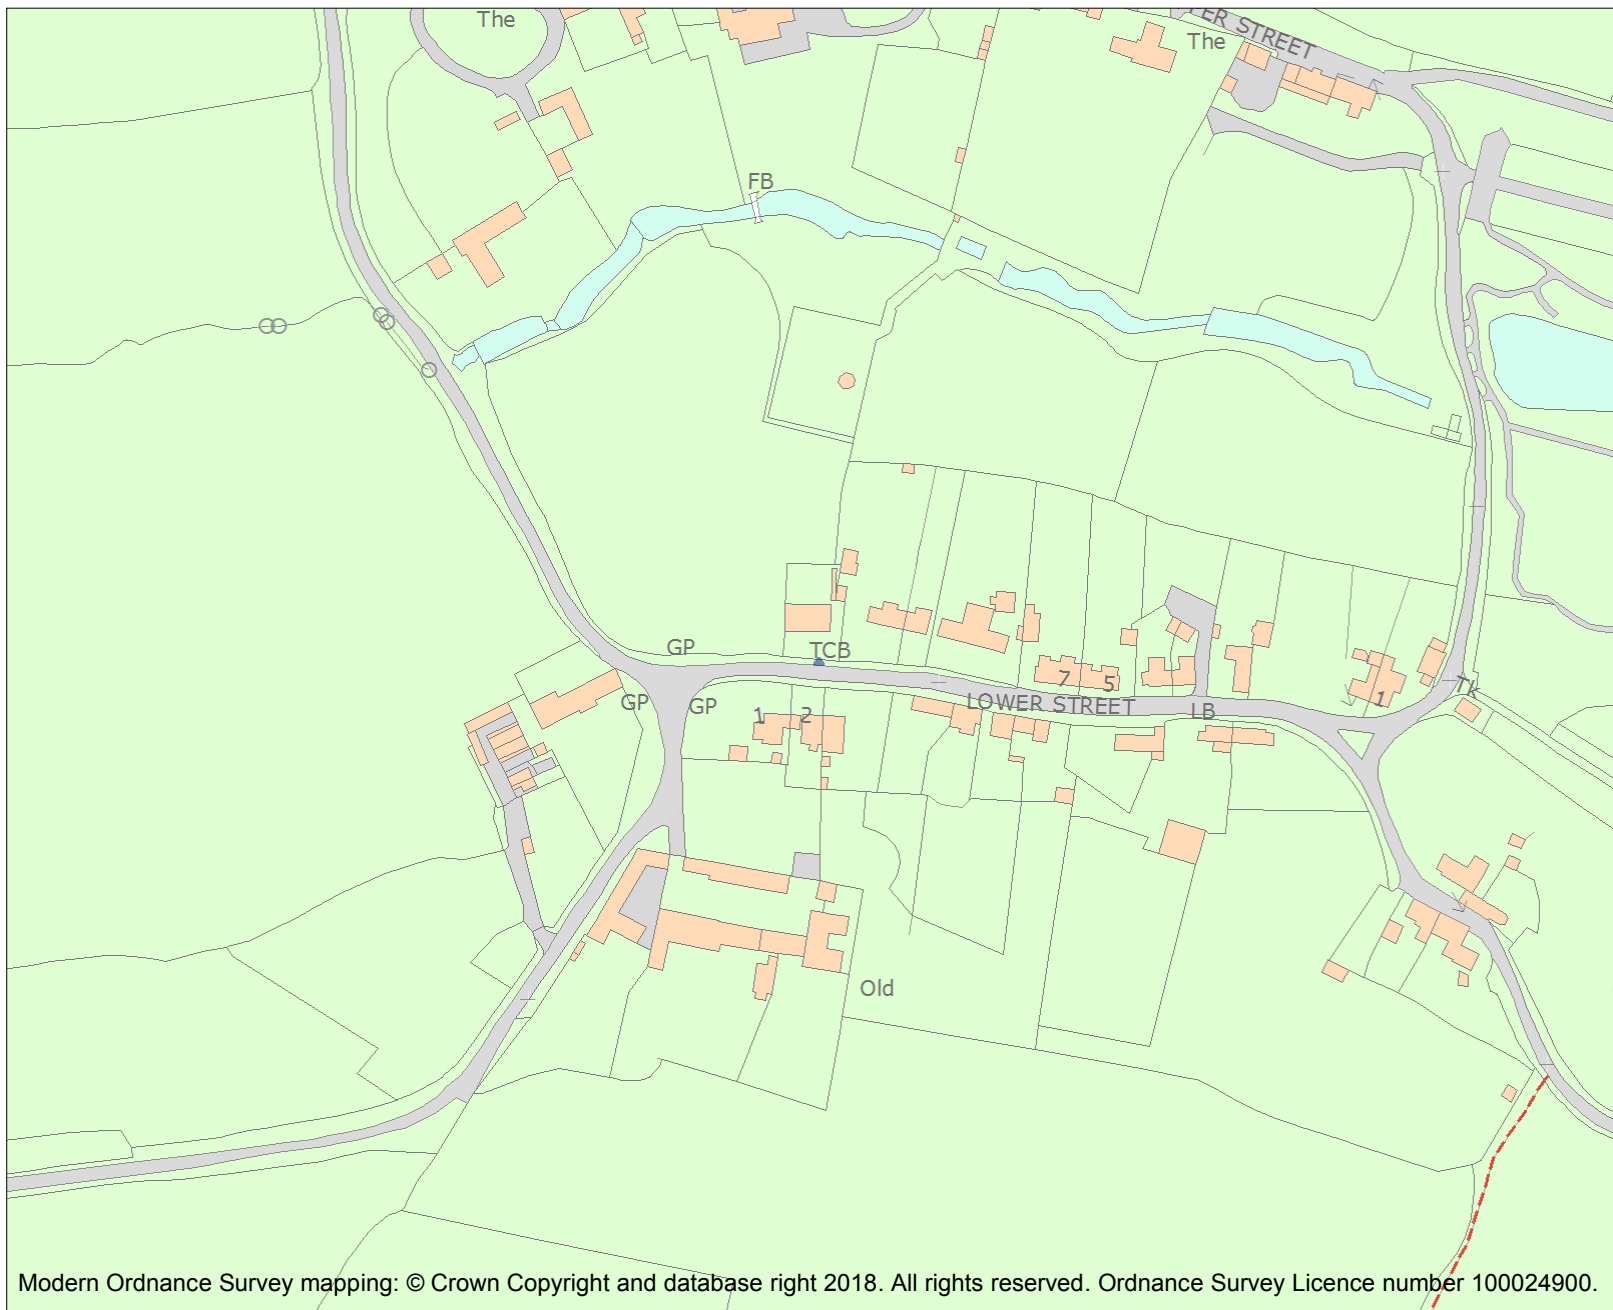 The
The
STREET
FB
GP
TCB
GP
GP
1
2
7
5
LOWER STREET
LB
1
Tk
Old
Modern Ordnance Survey mapping: © Crown Copyright and database right 2018. All rights reserved. Ordnance Survey Licence number 100024900.